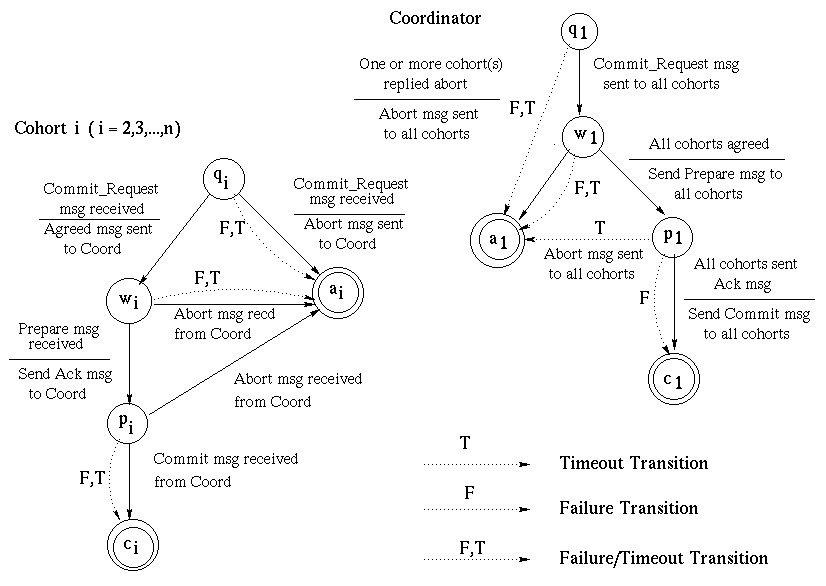 Coordinator
q1
One or more cohort(s)
replied abort
Abort msg sent
to all cohorts
F,T
Commit_Request msg
sent to all cohorts
w1
All cohorts agreed
Send Prepare msg to
all cohorts
F,T
a1
T
p1
Abort msg sent
to all cohorts
All cohorts sent
Ack msg
Send Commit msg
to all cohorts
F
c1
Cohort i ( i = 2,3,...,n)
qi
Commit_Request
msg received
Agreed msg sent
to Coord
F,T
Commit_Request
msg received
Abort msg sent
to Coord
wi
F,T
ai
Abort msg recd
from Coord
Prepare msg
received
Send Ack msg
to Coord
Abort msg received
from Coord
pi
F,T
Commit msg received
from Coord
ci
T
Timeout Transition
F
Failure Transition
F,T
Failure/Timeout Transition